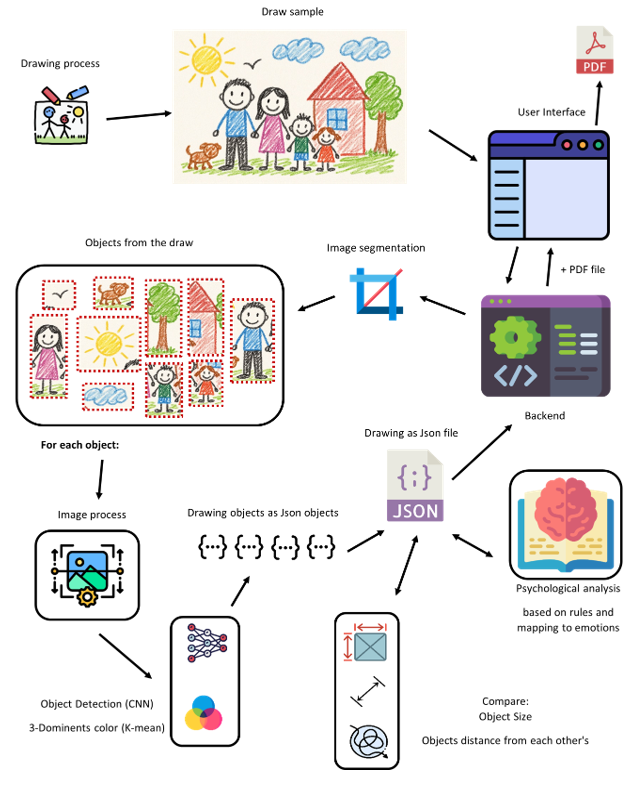 Draw sample
Drawing process
PDF
User Interface
+ PDF file
Objects from the draw
Image segmentation
Backend
For each object:
Drawing as Json file
{;}
JSON
Image process
Drawing objects as Json objects
{...} {...} {...} {...}
Psychological analysis
based on rules and
mapping to emotions
Object Detection (CNN)
3-Dominents color (K-mean)
Compare:
Object Size
Objects distance from each other's